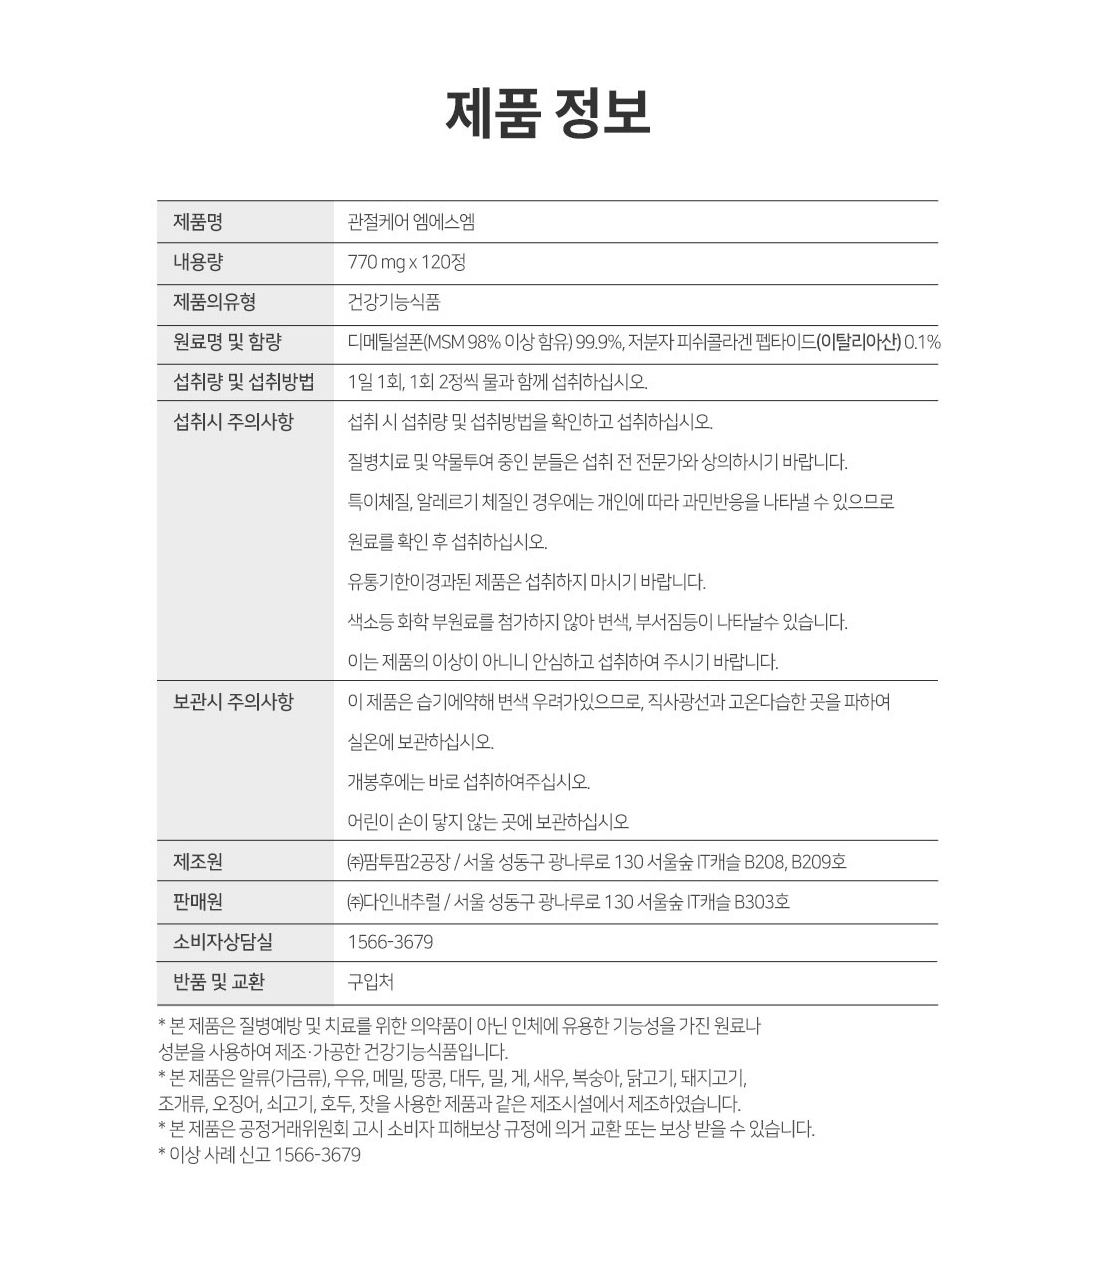 제품 정보
제품명 관절케어 엠에스엠
내용량 770 mg x 120정
제품의유형 건강기능식품
원료명 및 함량 디메틸설폰(MSM 98% 이상 함유) 99.9%, 저분자 피쉬콜라겐 펩타이드(이탈리아산) 0.1%
섭취량 및 섭취방법 1일 1회, 1회 2정씩 물과 함께 섭취하십시오.
섭취시 주의사항 섭취 시 섭취량 및 섭취방법을 확인하고 섭취하십시오.
질병치료 및 약물투여 중인 분들은 섭취 전 전문가와 상의하시기 바랍니다.
특이체질, 알레르기 체질인 경우에는 개인에 따라 과민반응을 나타낼 수 있으므로
원료를 확인 후 섭취하십시오.
유통기한이경과된 제품은 섭취하지 마시기 바랍니다.
색소등 화학 부원료를 첨가하지 않아 변색, 부서짐등이 나타날수 있습니다.
이는 제품의 이상이 아니니 안심하고 섭취하여 주시기 바랍니다.
보관시 주의사항 이 제품은 습기에약해 변색 우려가있으므로, 직사광선과 고온다습한 곳을 파하여
실온에 보관하십시오.
개봉후에는 바로 섭취하여주십시오.
어린이 손이 닿지 않는 곳에 보관하십시오
제조원 ㈜팜투팜2공장 / 서울 성동구 광나루로 130 서울숲 IT캐슬 B208, B209호
판매원 ㈜다인내추럴 / 서울 성동구 광나루로 130 서울숲 IT캐슬 B303호
소비자상담실 1566-3679
반품 및 교환 구입처
* 본 제품은 질병예방 및 치료를 위한 의약품이 아닌 인체에 유용한 기능성을 가진 원료나
성분을 사용하여 제조·가공한 건강기능식품입니다.
* 본 제품은 알류(가금류), 우유, 메밀, 땅콩, 대두, 밀, 게, 새우, 복숭아, 닭고기, 돼지고기,
조개류, 오징어, 쇠고기, 호두, 잣을 사용한 제품과 같은 제조시설에서 제조하였습니다.
* 본 제품은 공정거래위원회 고시 소비자 피해보상 규정에 의거 교환 또는 보상 받을 수 있습니다.
* 이상 사례 신고 1566-3679